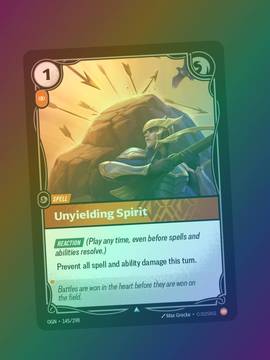 1
SPELL
Unyielding Spirit
REACTION (Play any time, even before spells and
abilities resolve.)
Prevent all spell and ability damage this turn.
Battles are won in the heart before they are won on
the field.
OGN • 145/298
Max Grecke